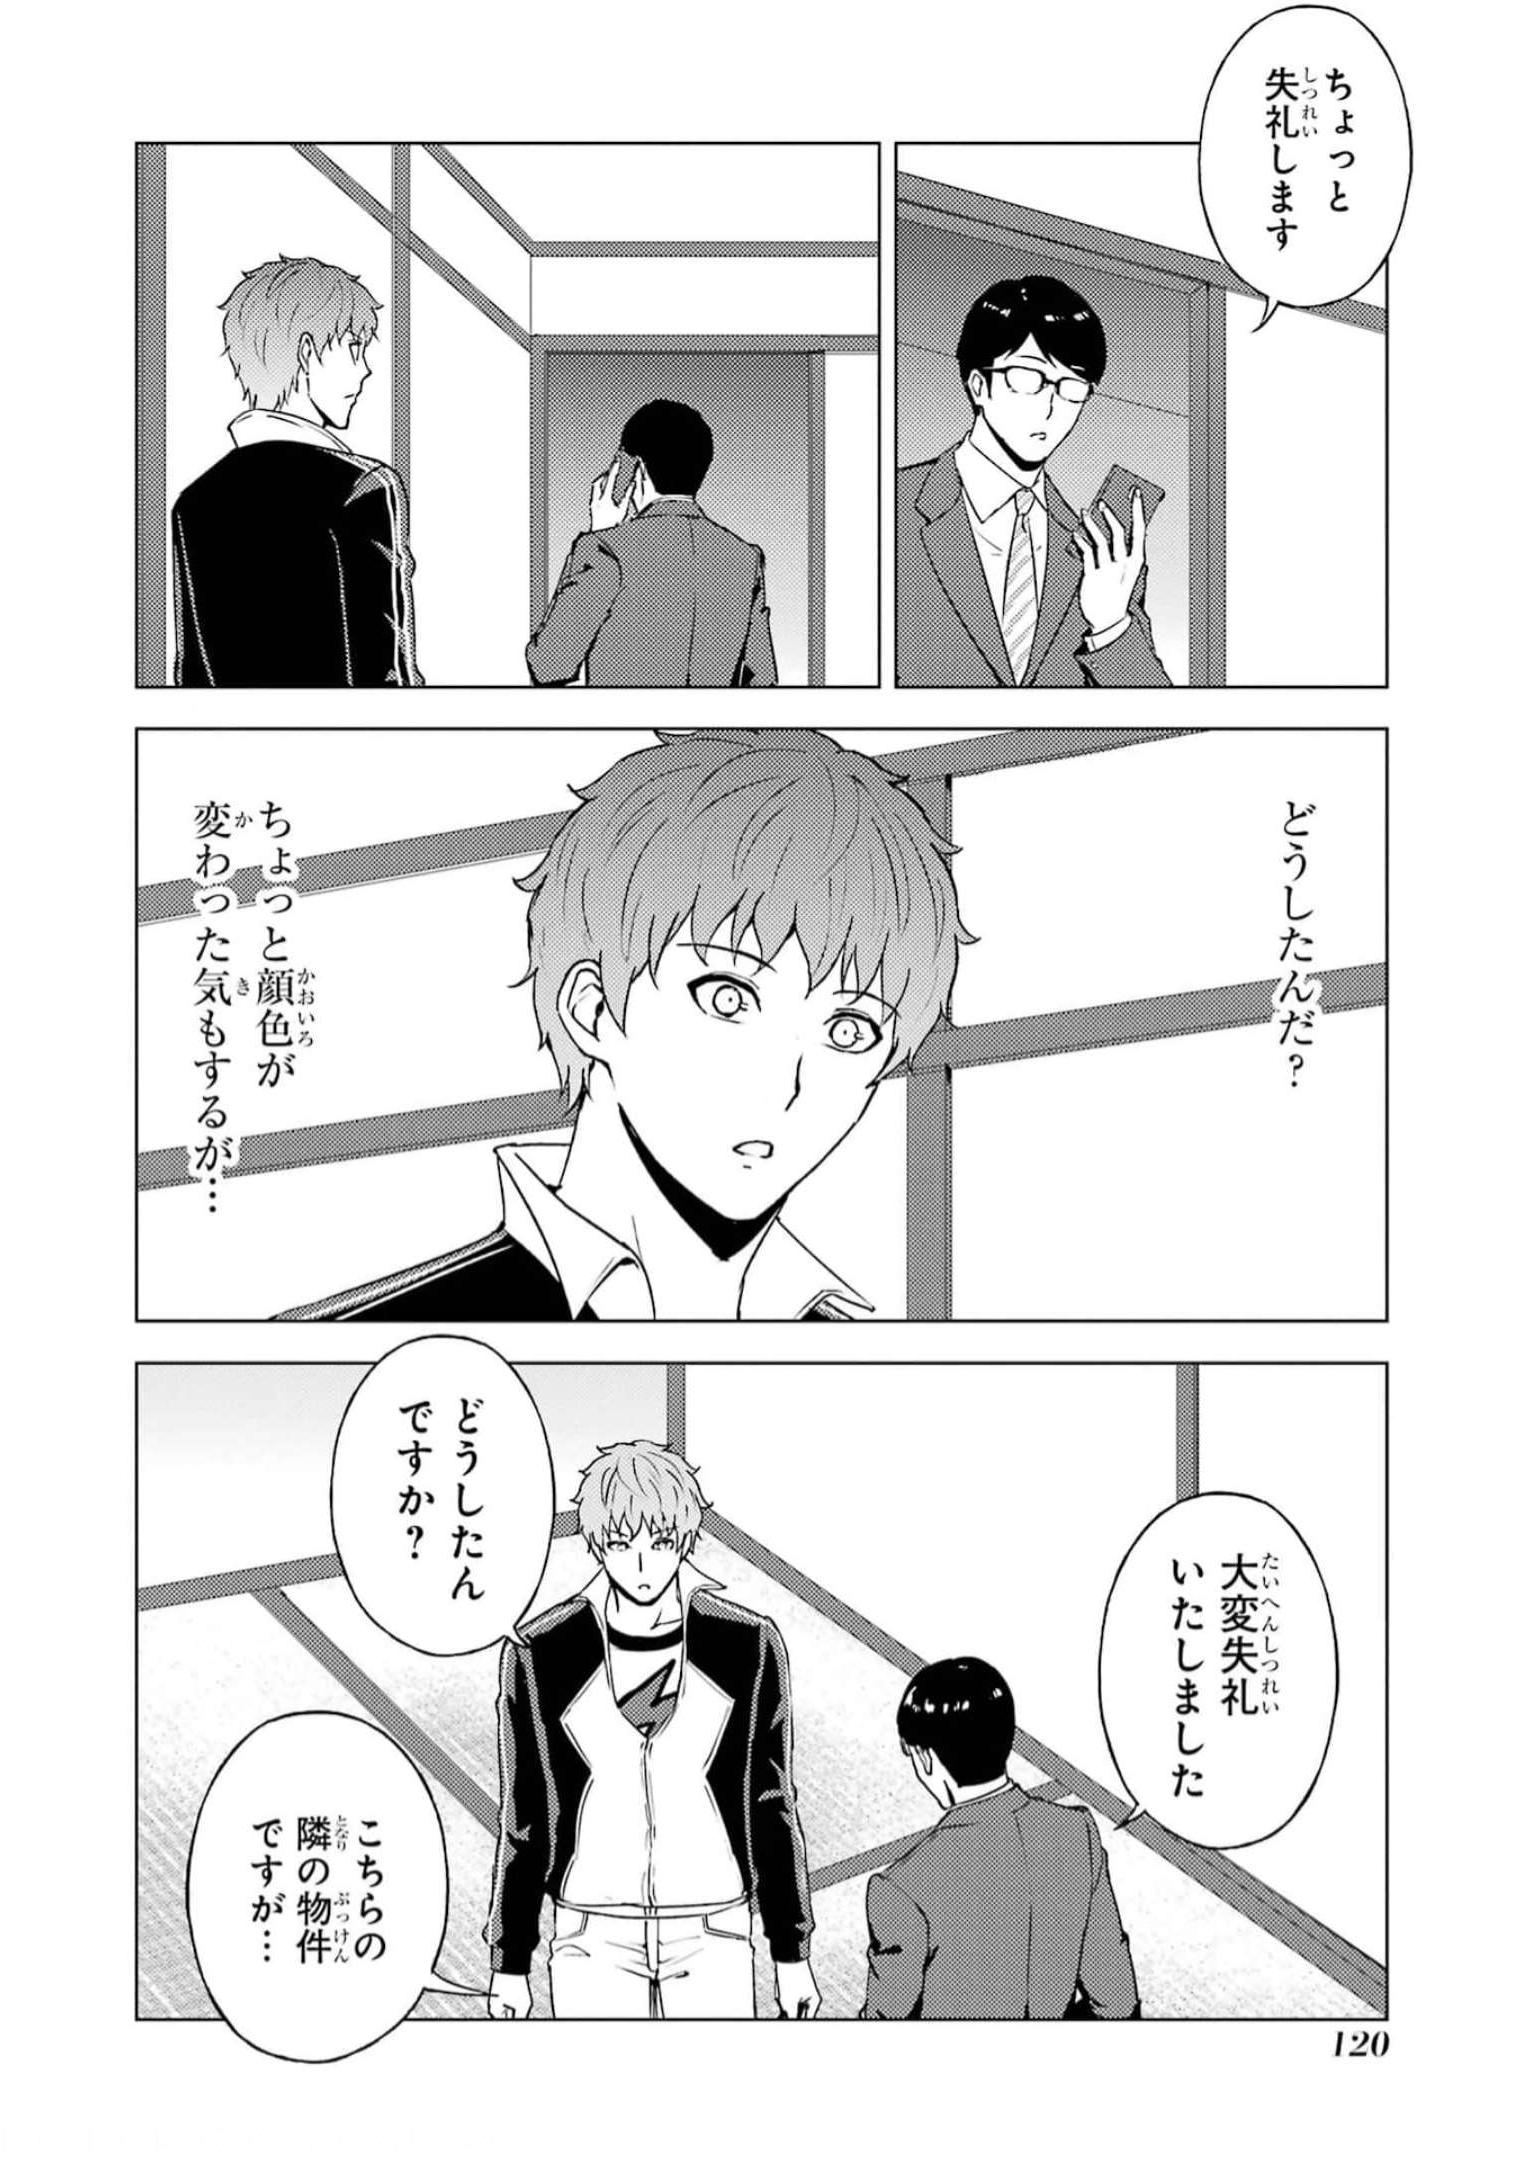 ちょっと
失礼します
どうしたんだ？
ちょっと顔色が
変わった気もするが…
大変失礼
いたしました
どうしたん
ですか？
こちらの
隣の物件
ですが…
120